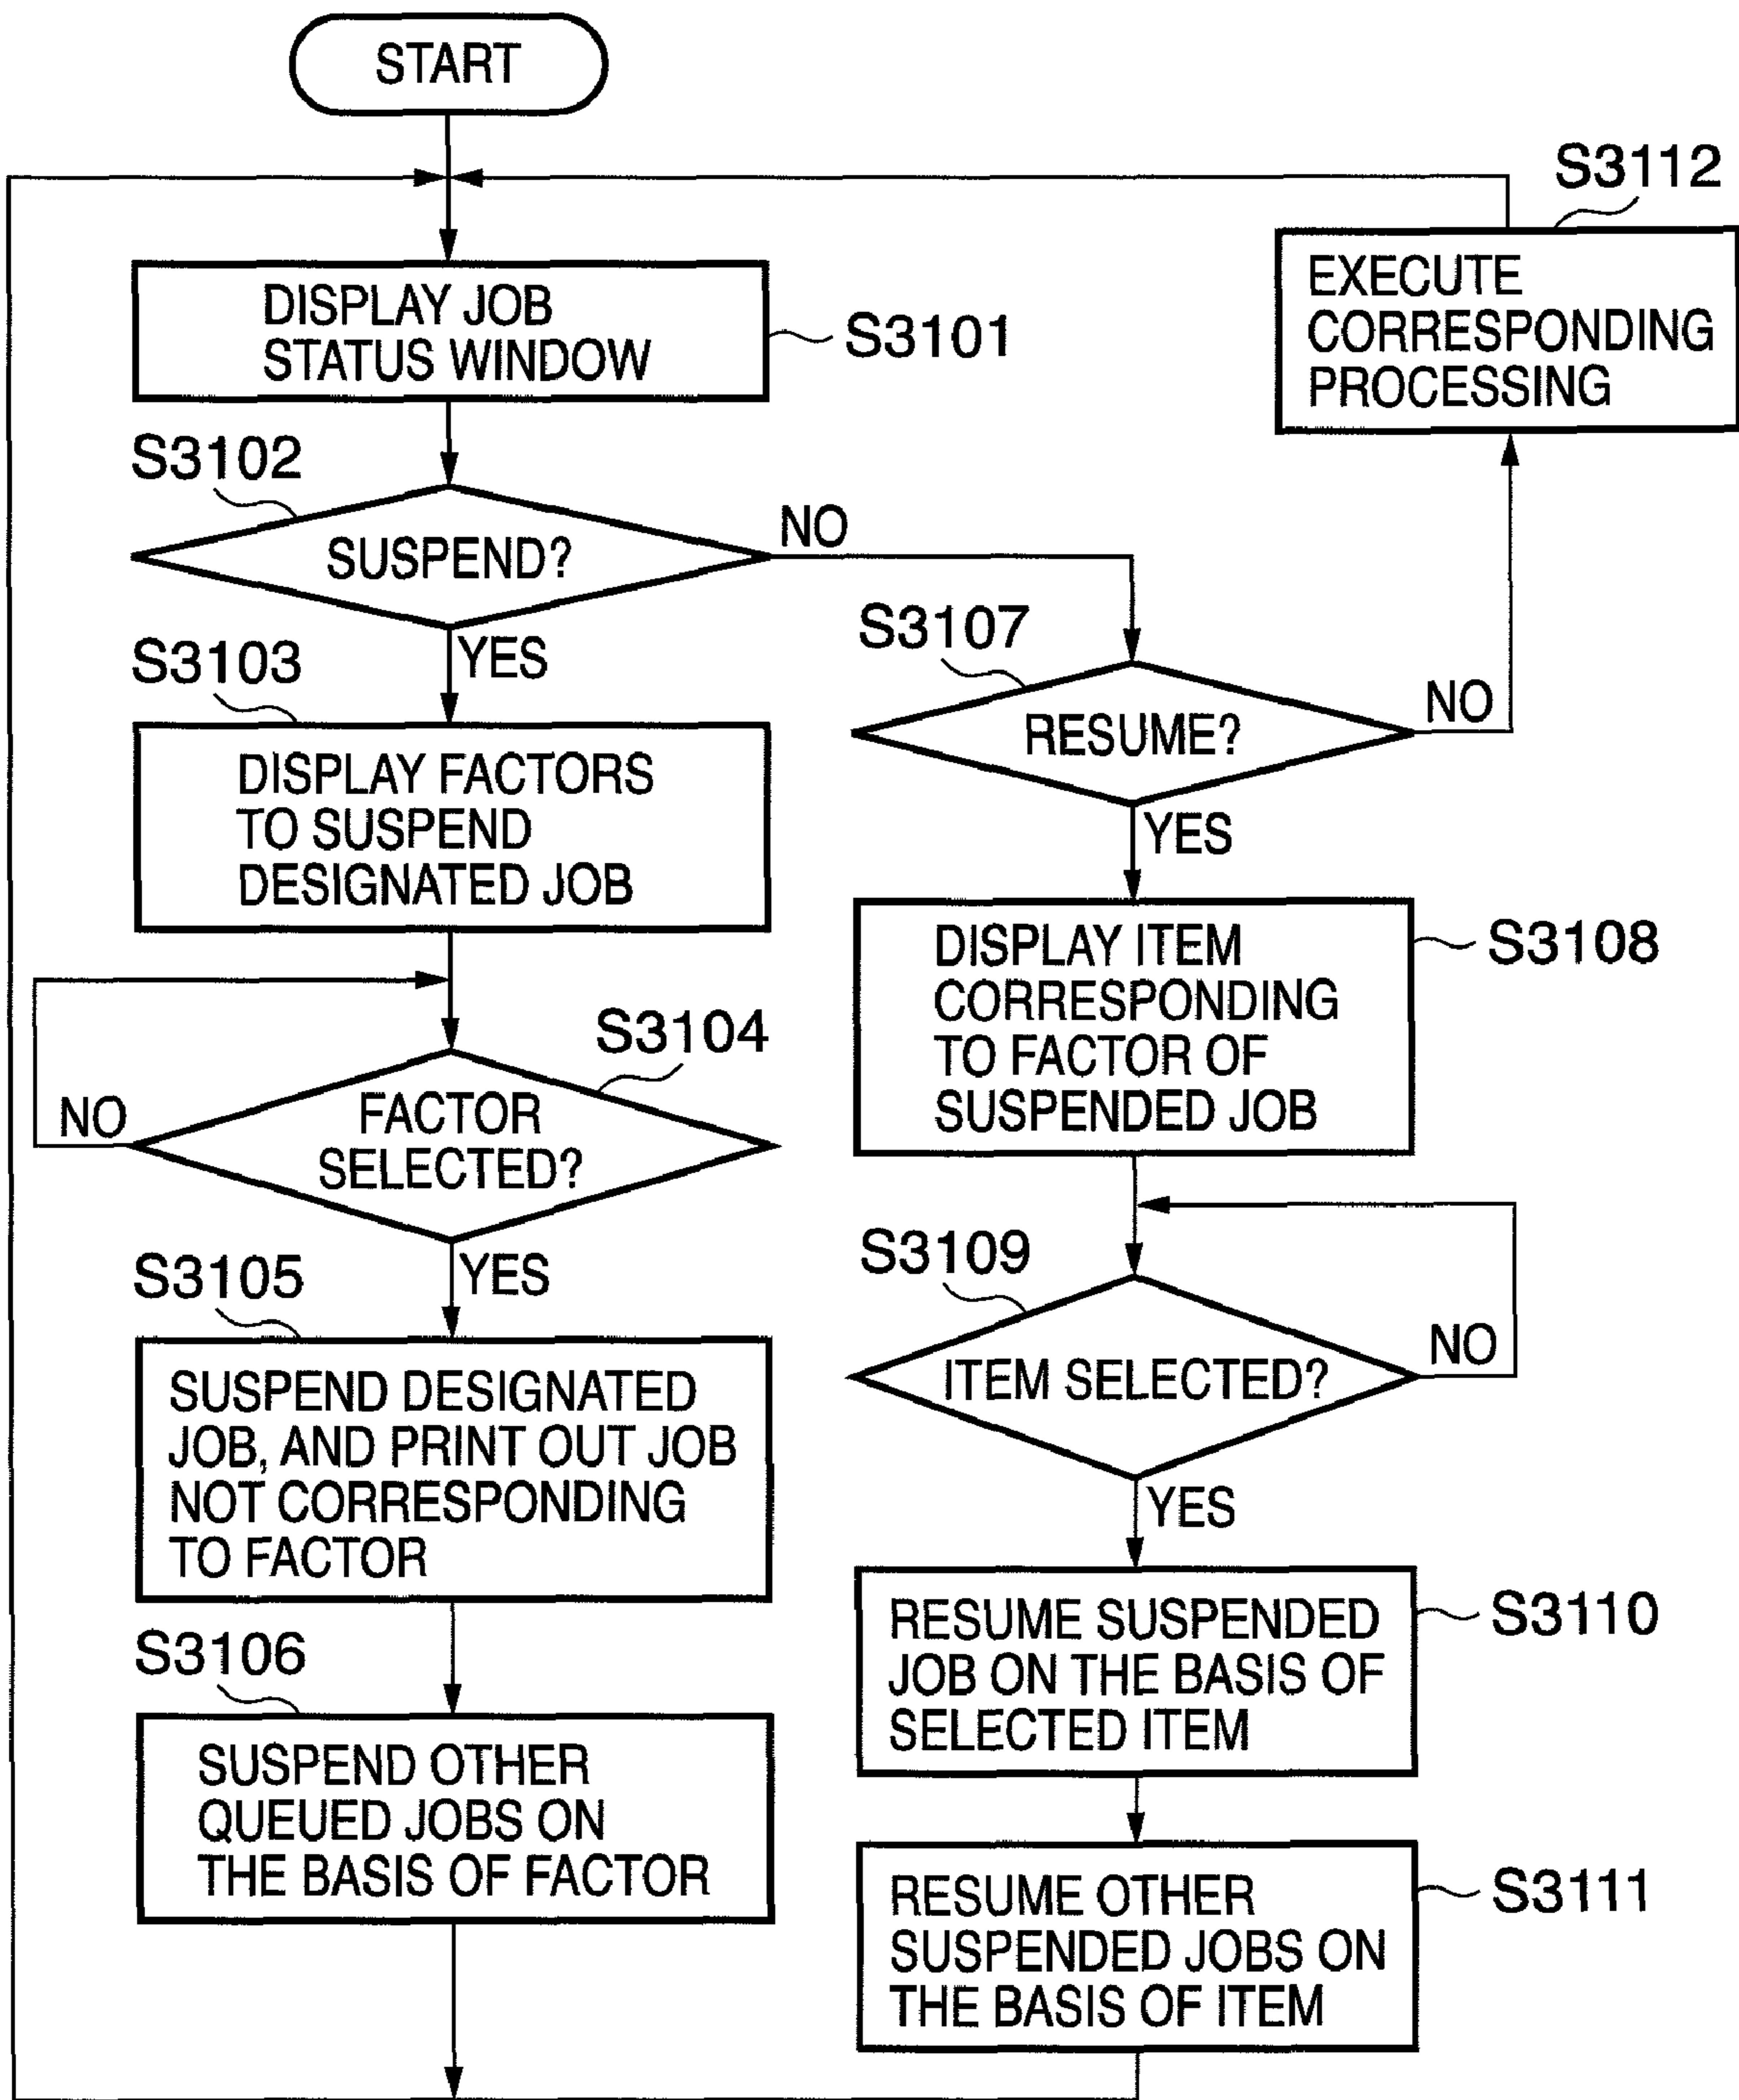 START
S3112
EXECUTE
CORRESPONDING
PROCESSING
DISPLAY JOB
STATUS WINDOW
S3101
S3102
SUSPEND?
NO
YES
S3103
DISPLAY FACTORS
TO SUSPEND
DESIGNATED JOB
S3104
FACTOR
SELECTED?
NO
YES
S3105
SUSPEND DESIGNATED
JOB, AND PRINT OUT JOB
NOT CORRESPONDING
TO FACTOR
S3106
SUSPEND OTHER
QUEUED JOBS ON
THE BASIS OF FACTOR
S3107
RESUME?
NO
YES
S3108
DISPLAY ITEM
CORRESPONDING
TO FACTOR OF
SUSPENDED JOB
S3109
ITEM SELECTED?
NO
YES
S3110
RESUME SUSPENDED
JOB ON THE BASIS OF
SELECTED ITEM
S3111
RESUME OTHER
SUSPENDED JOBS ON
THE BASIS OF ITEM